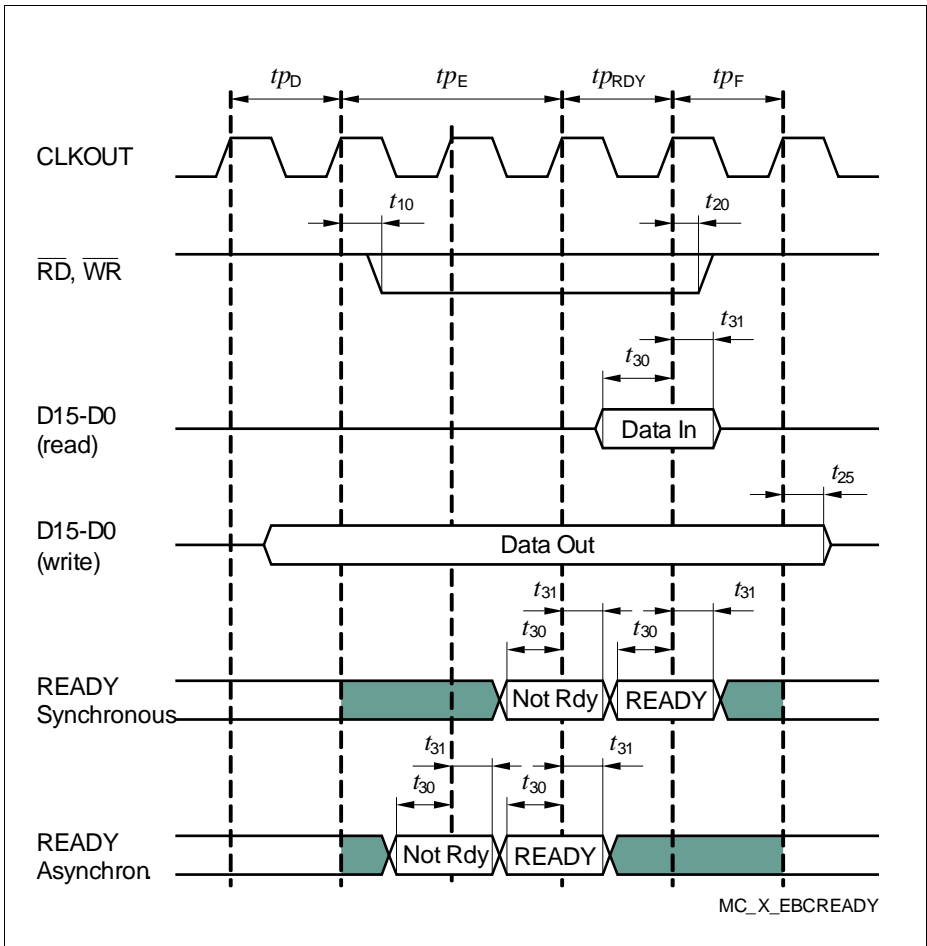 tpD tpE tpRDY tpF
CLKOUT
t10 t20
RD, WR
t31
t30
D15-D0
(read)
Data In
t25
D15-D0
(write)
Data Out
t31 t31
t30 t30
READY
Synchronous
Not Rdy READY
t31 t31
t30 t30
READY
Asynchron.
Not Rdy READY
MC_X_EBCREADY